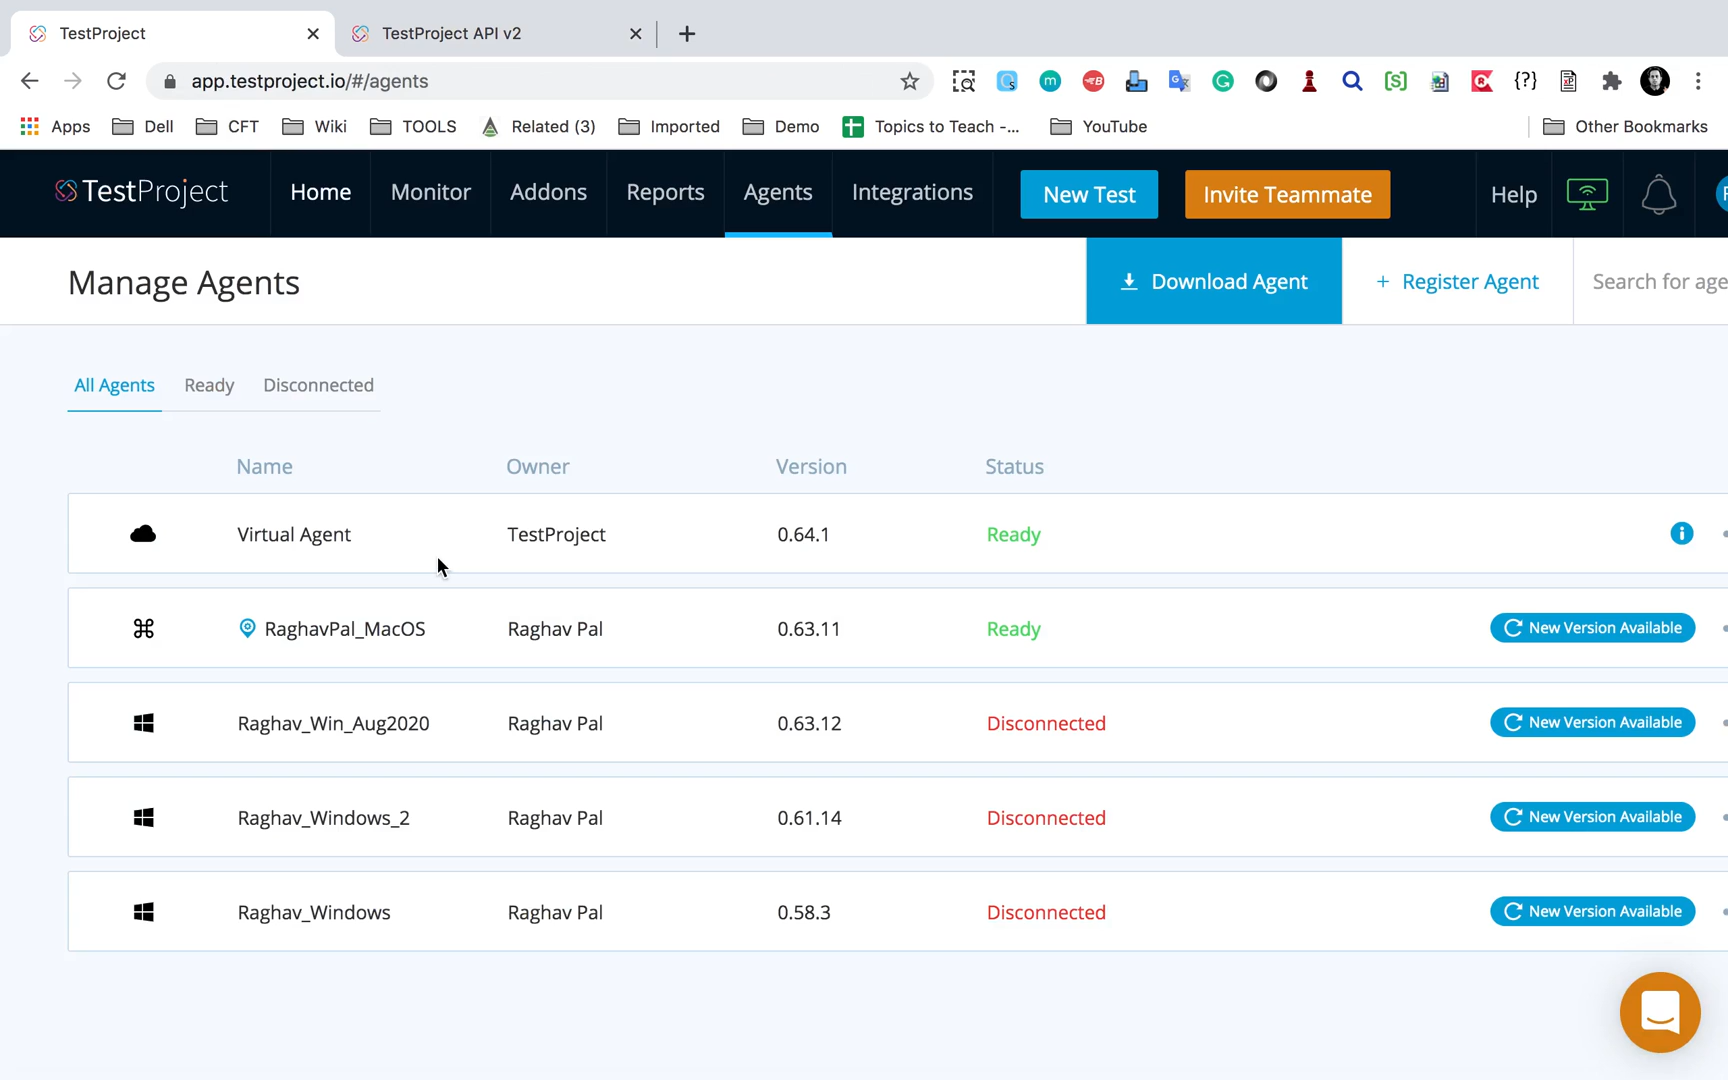 TestProject
TestProject API v2
app.testproject.io/#/agents
Apps Dell CFT Wiki TOOLS Related (3) Imported Demo Topics to Teach -... YouTube Other Bookmarks
TestProject Home Monitor Addons Reports Agents Integrations New Test Invite Teammate Help
Manage Agents Download Agent + Register Agent Search for age
All Agents Ready Disconnected
Name Owner Version Status
Virtual Agent TestProject 0.64.1 Ready
RaghavPal_MacOS Raghav Pal 0.63.11 Ready New Version Available
Raghav_Win_Aug2020 Raghav Pal 0.63.12 Disconnected New Version Available
Raghav_Windows_2 Raghav Pal 0.61.14 Disconnected New Version Available
Raghav_Windows Raghav Pal 0.58.3 Disconnected New Version Available